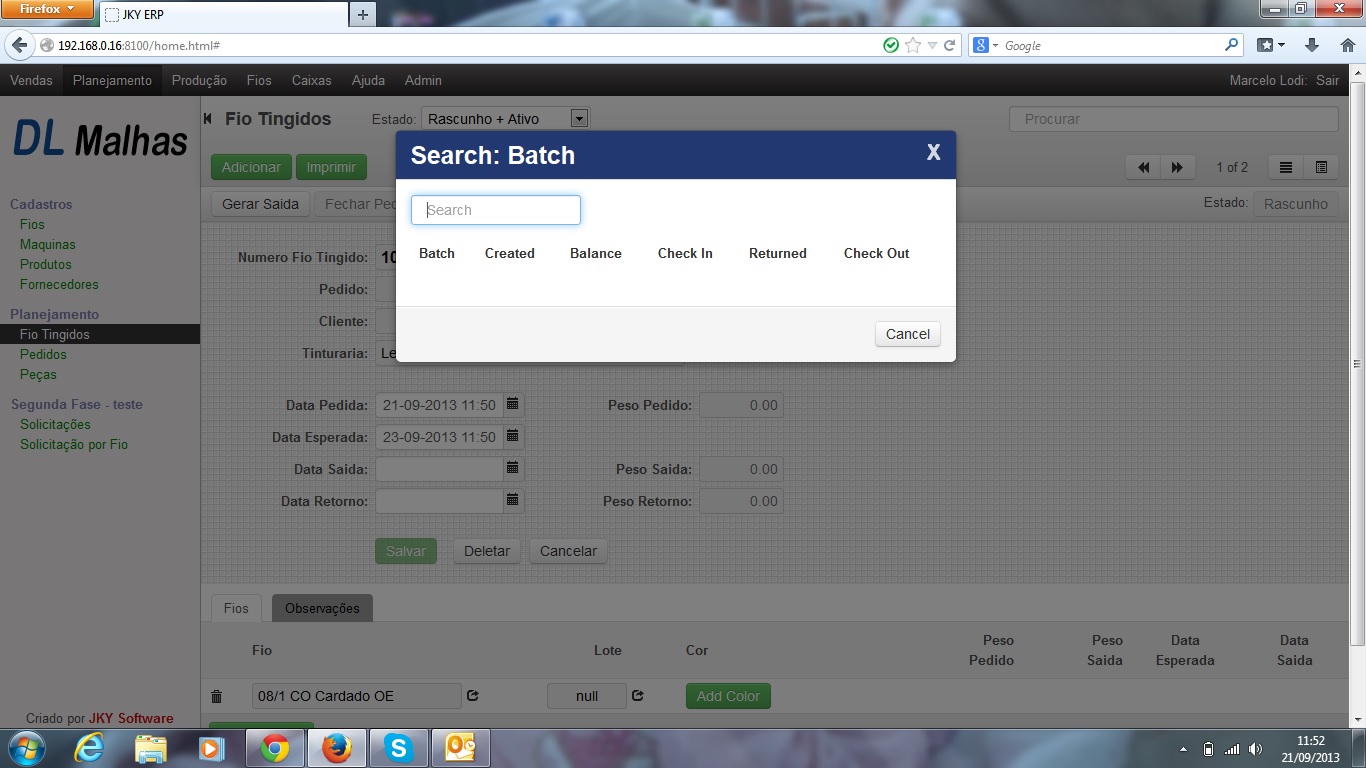 Firefox
JKY ERP
192.168.0.16:8100/home.html#
Google
Vendas Planejamento Produção Fios Caixas Ajuda Admin Marcelo Lodi: Sair
DL Malhas
Fio Tingidos Estado: Rascunho + Ativo Procurar
Adicionar Imprimir 1 of 2
Gerar Saida Fechar Pe Estado: Rascunho
Search: Batch X
Search
Batch Created Balance Check In Returned Check Out
Cancel
Cadastros
Fios
Maquinas
Produtos
Fornecedores
Planejamento
Fio Tingidos
Pedidos
Peças
Segunda Fase - teste
Solicitações
Solicitação por Fio
Numero Fio Tingido: 10
Pedido:
Cliente:
Tinturaria: Le
Data Pedida: 21-09-2013 11:50 Peso Pedido: 0.00
Data Esperada: 23-09-2013 11:50
Data Saida: Peso Saida: 0.00
Data Retorno: Peso Retorno: 0.00
Salvar Deletar Cancelar
Fios Observações
Fio Lote Cor Peso Pedido Peso Saida Data Esperada Data Saida
08/1 CO Cardado OE null Add Color
Criado por JKY Software
11:52
21/09/2013